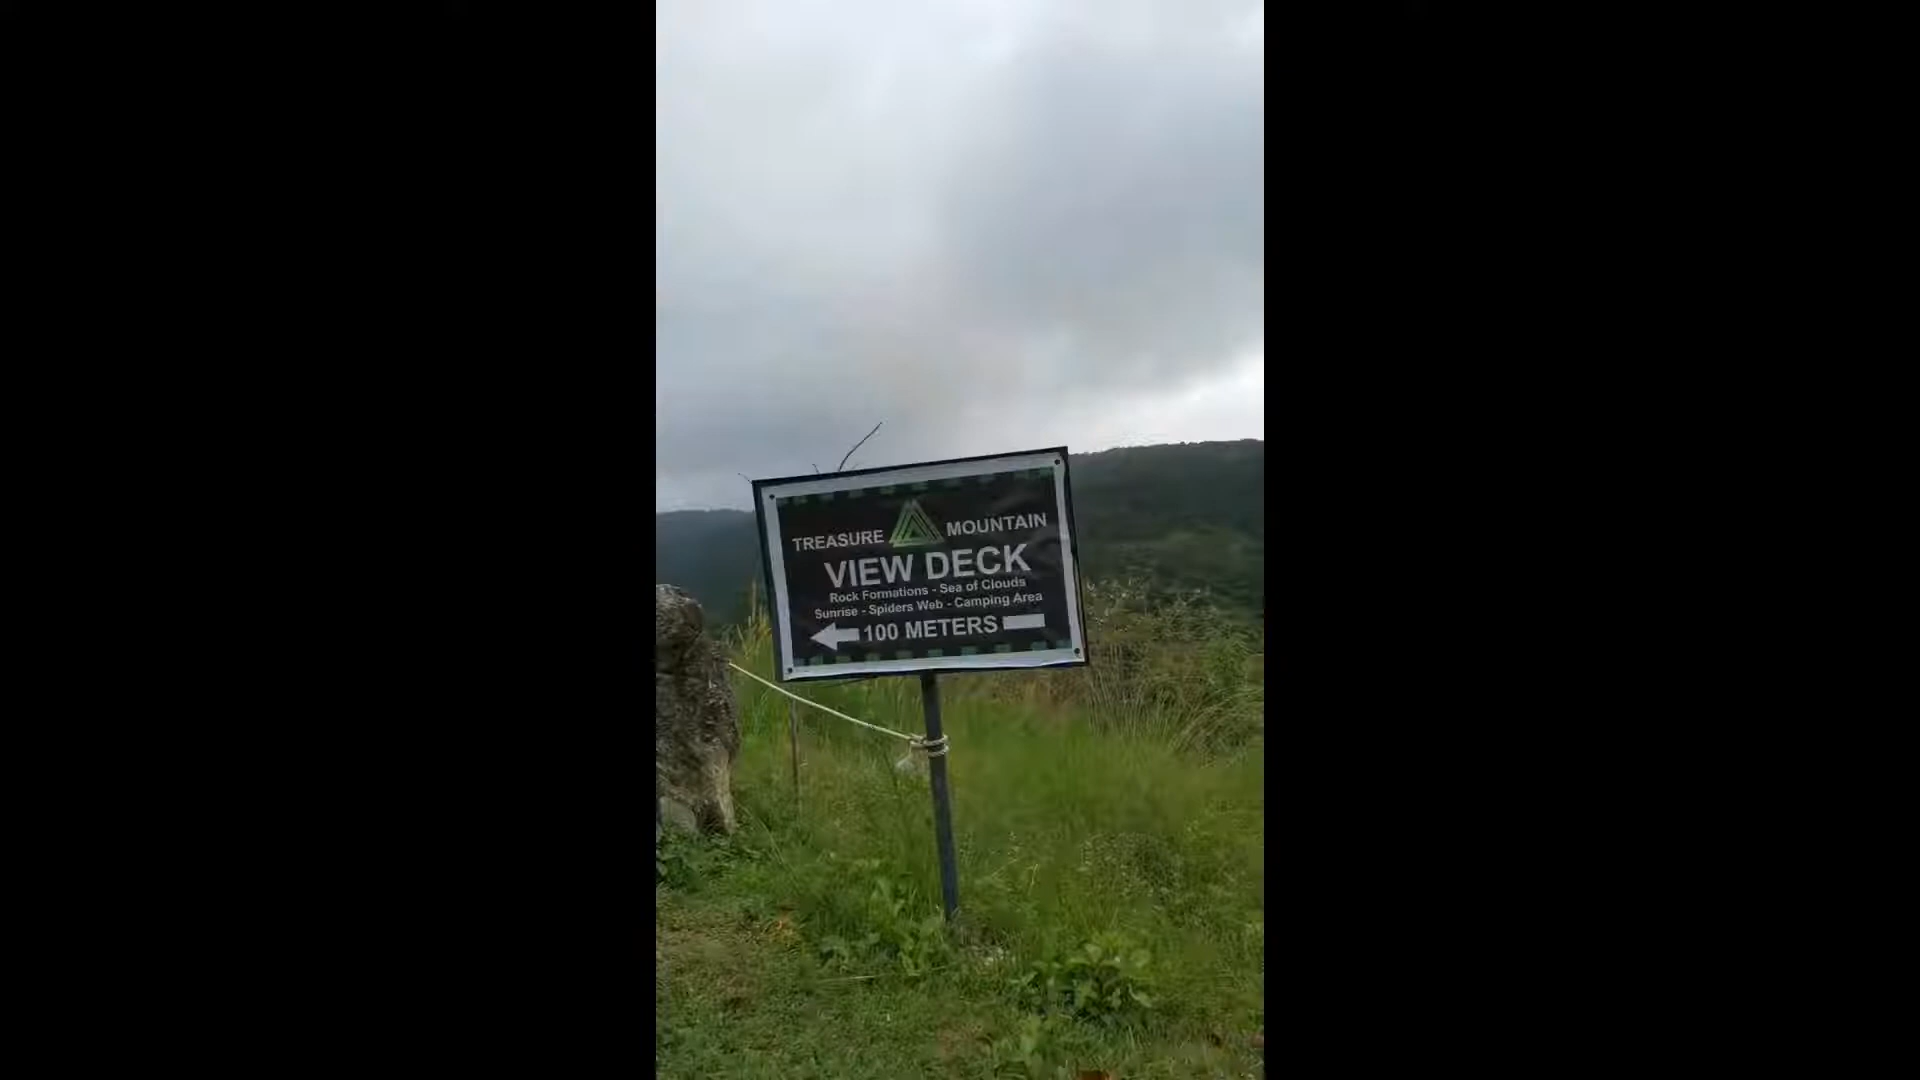 TREASURE MOUNTAIN
VIEW DECK
Rock Formations - Sea of Clouds
Sunrise - Spiders Web - Camping Area
100 METERS